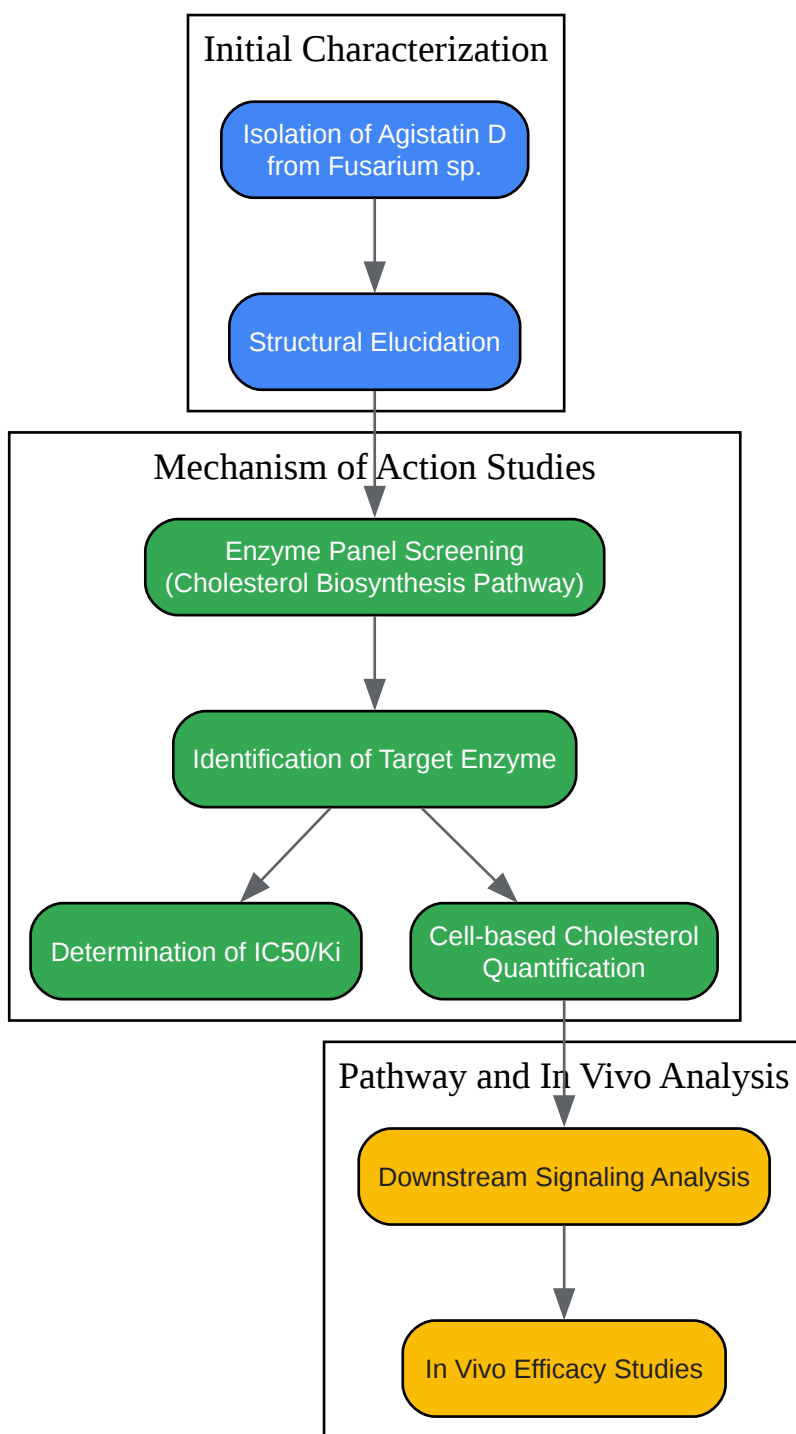 Initial Characterization
Isolation of Agistatin D
from Fusarium sp.
Structural Elucidation
Mechanism of Action Studies
Enzyme Panel Screening
(Cholesterol Biosynthesis Pathway)
Identification of Target Enzyme
Determination of IC50/Ki
Cell-based Cholesterol
Quantification
Pathway and In Vivo Analysis
Downstream Signaling Analysis
In Vivo Efficacy Studies